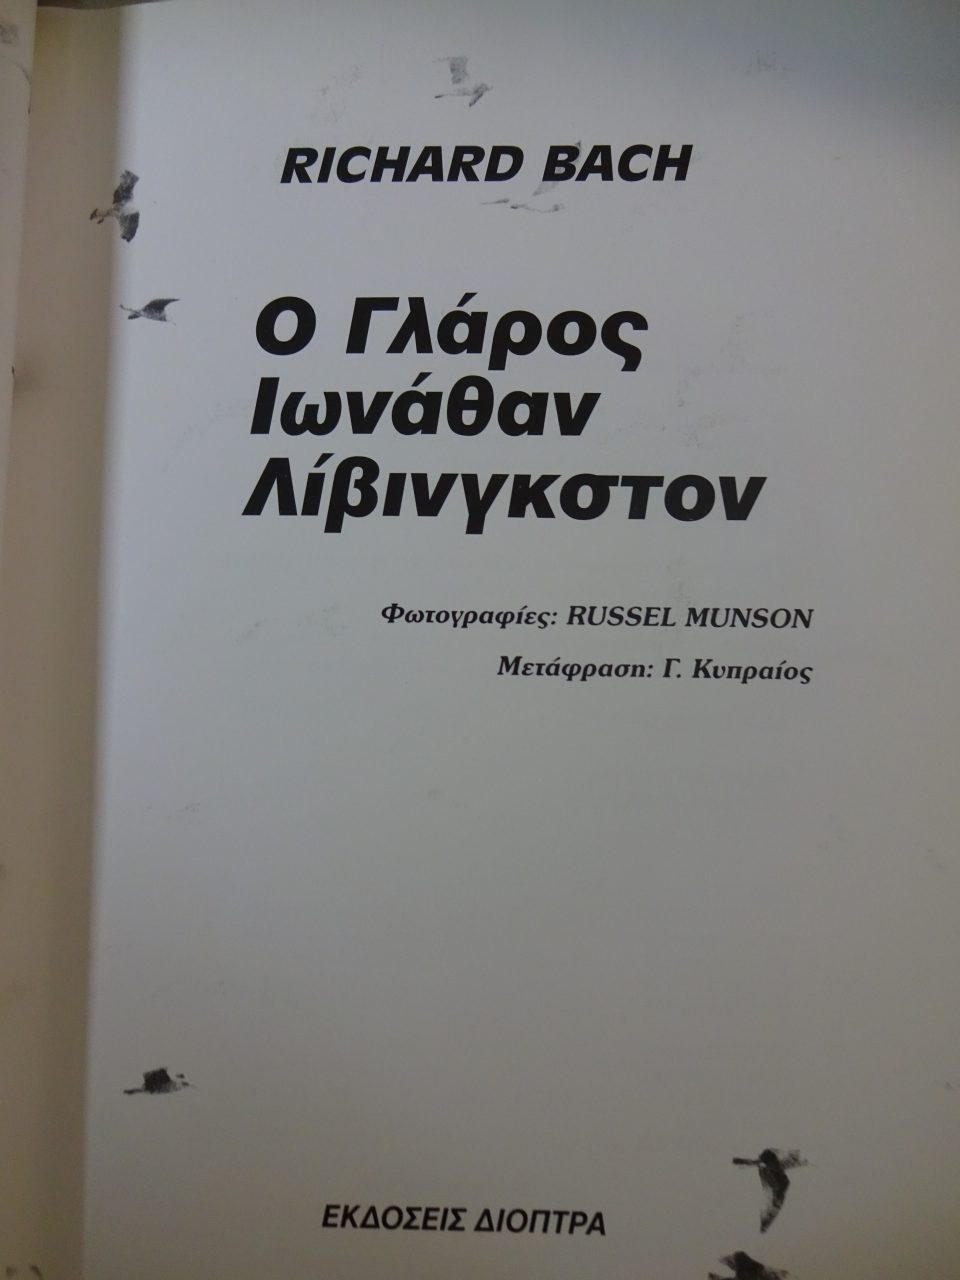 RICHARD BACH
Ο Γλάρος
Ιωνάθαν
Λίβινγκστον
Φωτογραφίες: RUSSEL MUNSON
Μετάφραση: Γ. Κυπραίος
ΕΚΔΟΣΕΙΣ ΔΙΟΠΤΡΑ